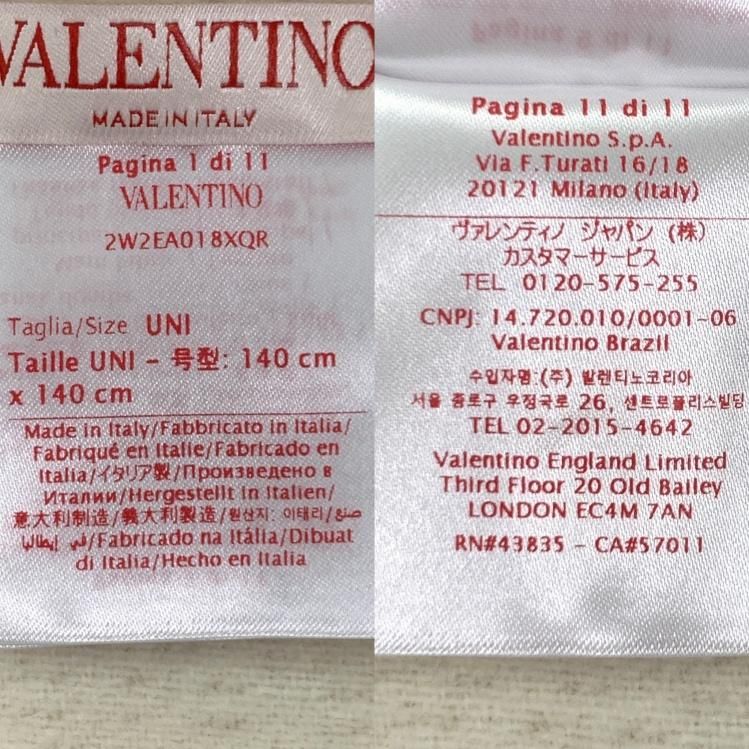 VALENTINO
MADE IN ITALY
Pagina 1 di 11
VALENTINO
2W2EA018XQR
Taglia/Size UNI
Taille UNI – 号型: 140 cm
x 140 cm
Made in Italy/Fabbricato in Italia/
Fabriqué en Italie/Fabricado en
Italia/イタリア製/Произведено в
Италии/Hergestellt in Italien/
意大利制造/義大利製造/원산지: 이태리/صنع
في إيطاليا/Fabricado na Itália/Dibuat
di Italia/Hecho en Italia
Pagina 11 di 11
Valentino S.p.A.
Via F.Turati 16/18
20121 Milano (Italy)
ヴァレンティノ ジャパン (株)
カスタマーサービス
TEL 0120-575-255
CNPJ: 14.720.010/0001-06
Valentino Brazil
수입자명:(주) 발렌티노코리아
서울 종로구 우정국로 26, 센트로폴리스빌딩
TEL 02-2015-4642
Valentino England Limited
Third Floor 20 Old Bailey
LONDON EC4M 7AN
RN#43835 – CA#57011